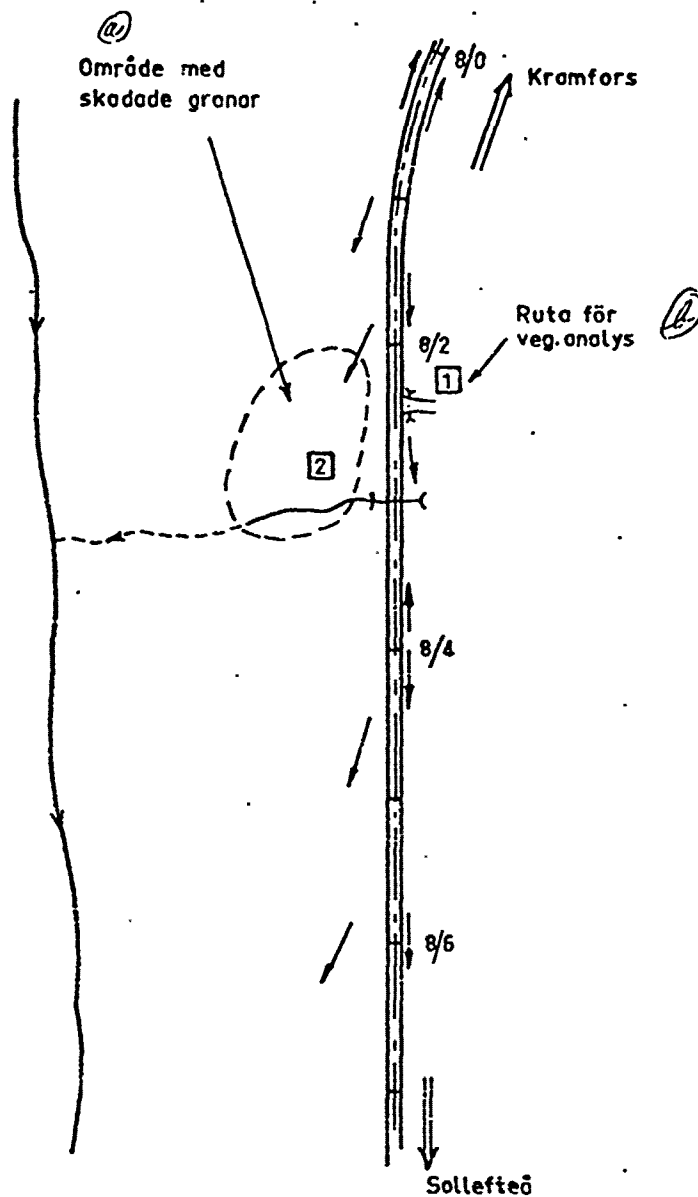 a
Område med
skadade granar
8/0
Kramfors
Ruta för
veg.analys
8/2
1
2
8/4
8/6
Sollefteå